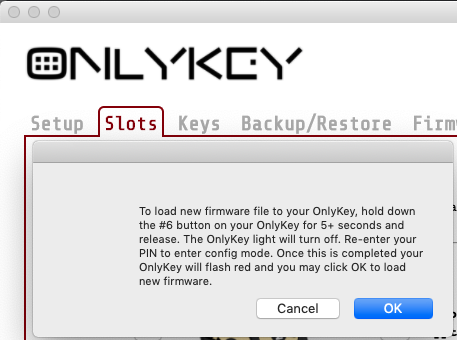 ONLYKEY
Setup Slots Keys Backup/Restore Firm
To load new firmware file to your OnlyKey, hold down
the #6 button on your OnlyKey for 5+ seconds and
release. The OnlyKey light will turn off. Re-enter your
PIN to enter config mode. Once this is completed your
OnlyKey will flash red and you may click OK to load
new firmware.
Cancel OK